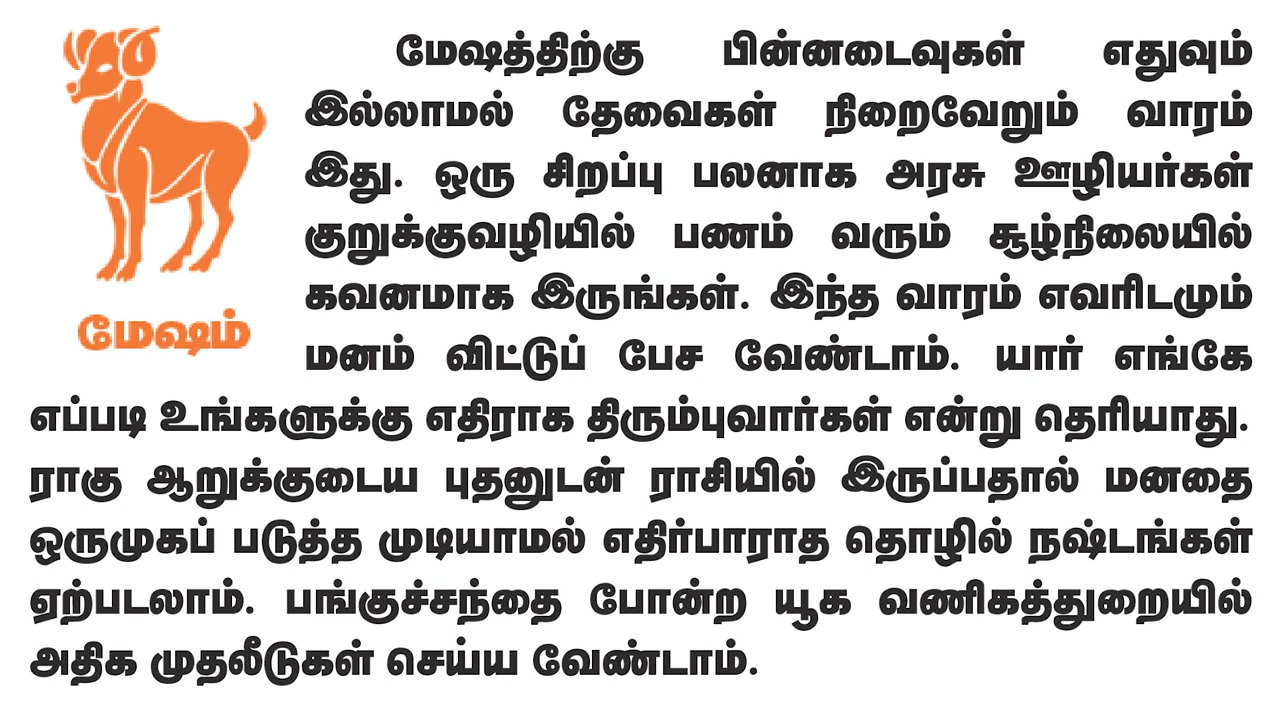 மேஷத்திற்கு பின்னடைவுகள் எதுவும்
இல்லாமல் தேவைகள் நிறைவேறும் வாரம்
இது. ஒரு சிறப்பு பலனாக அரசு ஊழியர்கள்
குறுக்குவழியில் பணம் வரும் சூழ்நிலையில்
கவனமாக இருங்கள். இந்த வாரம் எவரிடமும்
மேஷம்
மனம் விட்டுப் பேச வேண்டாம். யார் எங்கே
எப்படி உங்களுக்கு எதிராக திரும்புவார்கள் என்று தெரியாது.
ராகு ஆறுக்குடைய புதனுடன் ராசியில் இருப்பதால் மனதை
ஒருமுகப் படுத்த முடியாமல் எதிர்பாராத தொழில் நஷ்டங்கள்
ஏற்படலாம். பங்குச்சந்தை போன்ற யூக வணிகத்துறையில்
அதிக முதலீடுகள் செய்ய வேண்டாம்.